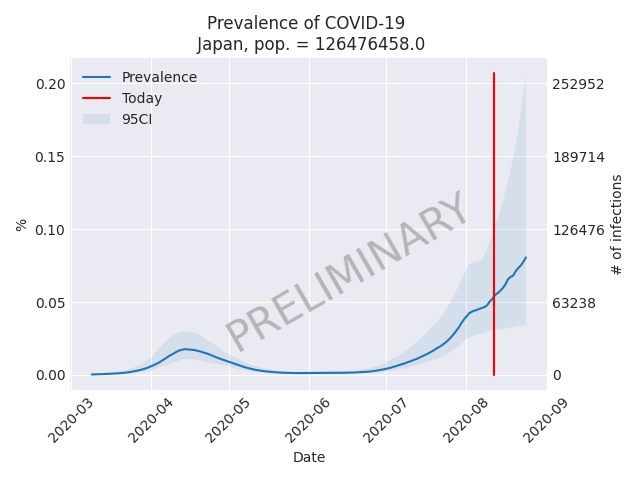 Prevalence of COVID-19
Japan, pop. = 126476458.0
Prevalence
Today
95CI
0.20
0.15
0.10
0.05
0.00
%
252952
189714
126476
63238
0
# of infections
PRELIMINARY
2020-03
2020-04
2020-05
2020-06
2020-07
2020-08
2020-09
Date